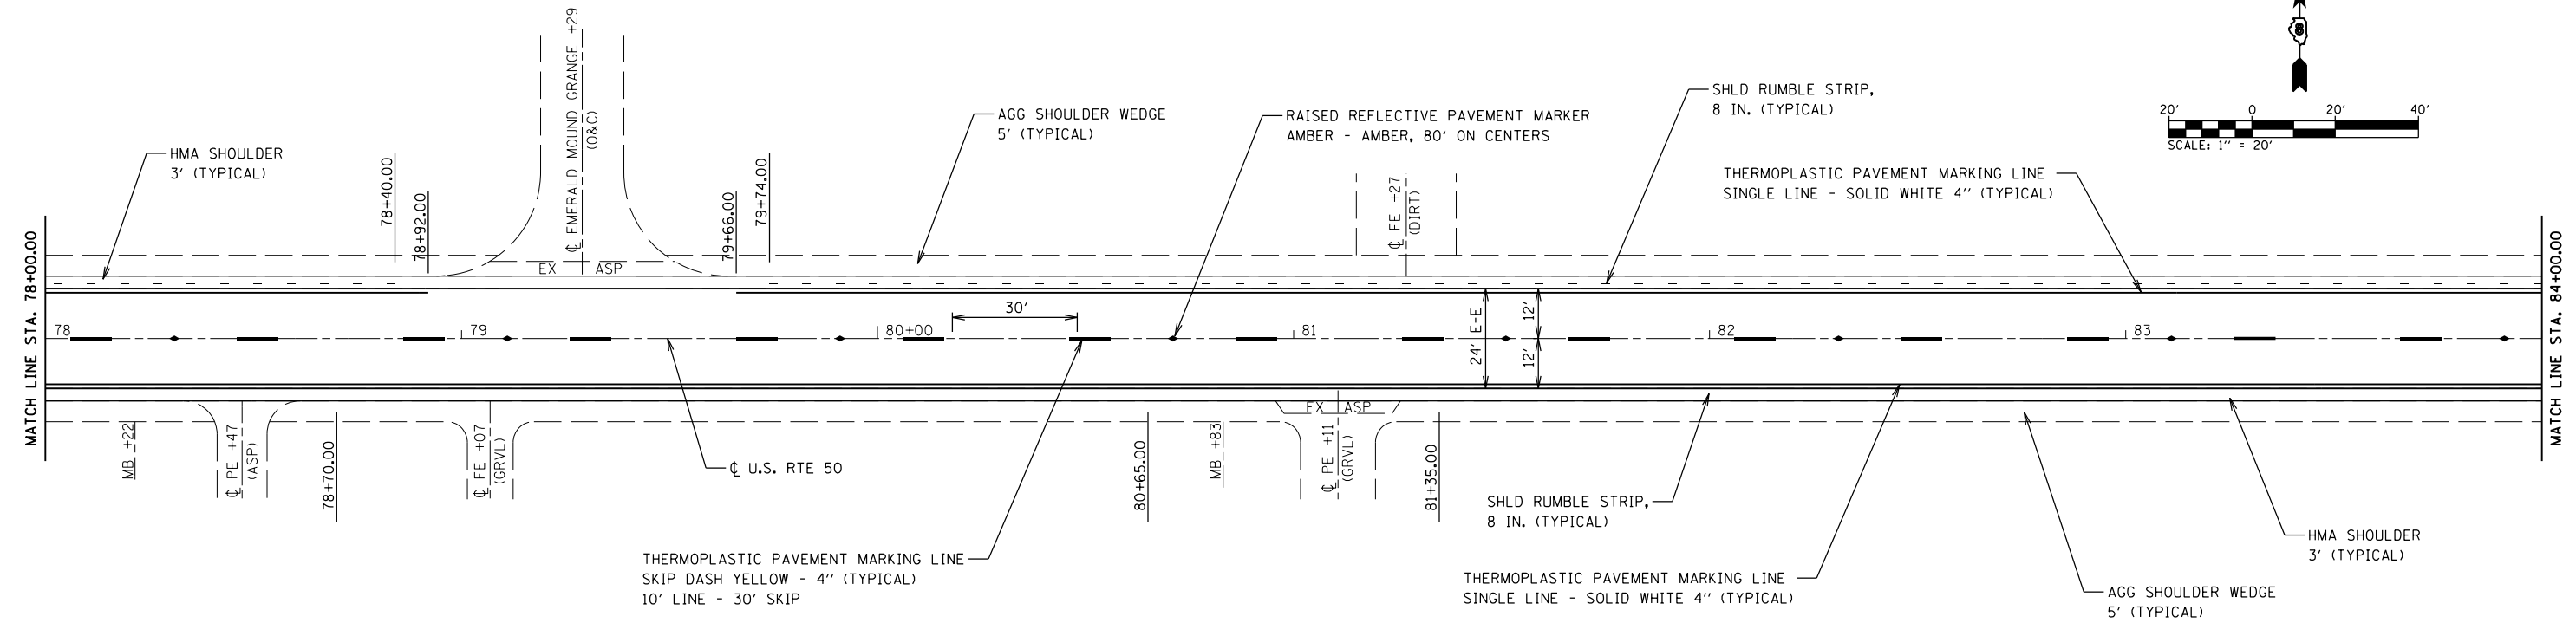 8
20' 0 20' 40'
SCALE: 1" = 20'
HMA SHOULDER
3' (TYPICAL)
78+40.00
78+92.00
℄ EMERALD MOUND GRANGE +29
(O&C)
EX ASP
79+66.00
79+74.00
AGG SHOULDER WEDGE
5' (TYPICAL)
RAISED REFLECTIVE PAVEMENT MARKER
AMBER - AMBER, 80' ON CENTERS
℄ FE +27
(DIRT)
SHLD RUMBLE STRIP,
8 IN. (TYPICAL)
THERMOPLASTIC PAVEMENT MARKING LINE
SINGLE LINE - SOLID WHITE 4" (TYPICAL)
MATCH LINE STA. 78+00.00
78
79
80+00
30'
81
24' E-E
12'
12'
82
83
MATCH LINE STA. 84+00.00
MB +22
℄ PE +47
(ASP)
78+70.00
℄ FE +07
(GRVL)
℄ U.S. RTE 50
80+65.00
MB +83
EX ASP
℄ PE +11
(GRVL)
81+35.00
SHLD RUMBLE STRIP,
8 IN. (TYPICAL)
HMA SHOULDER
3' (TYPICAL)
THERMOPLASTIC PAVEMENT MARKING LINE
SKIP DASH YELLOW - 4" (TYPICAL)
10' LINE - 30' SKIP
THERMOPLASTIC PAVEMENT MARKING LINE
SINGLE LINE - SOLID WHITE 4" (TYPICAL)
AGG SHOULDER WEDGE
5' (TYPICAL)